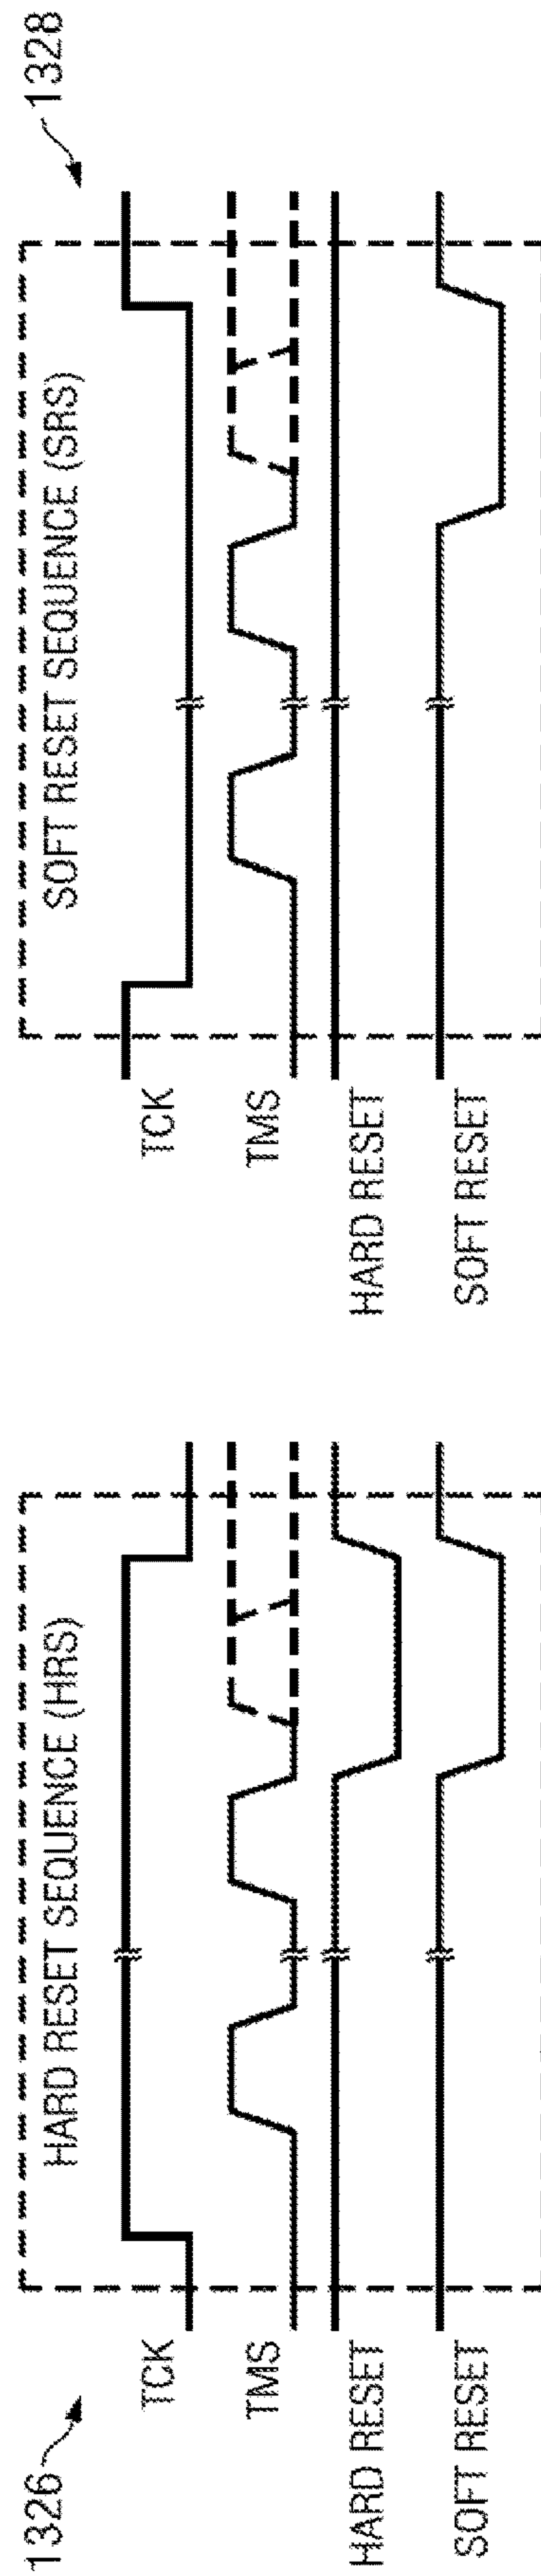 1326
HARD RESET SEQUENCE (HRS)
TCK
TMS
HARD RESET
SOFT RESET
1328
SOFT RESET SEQUENCE (SRS)
TCK
TMS
HARD RESET
SOFT RESET